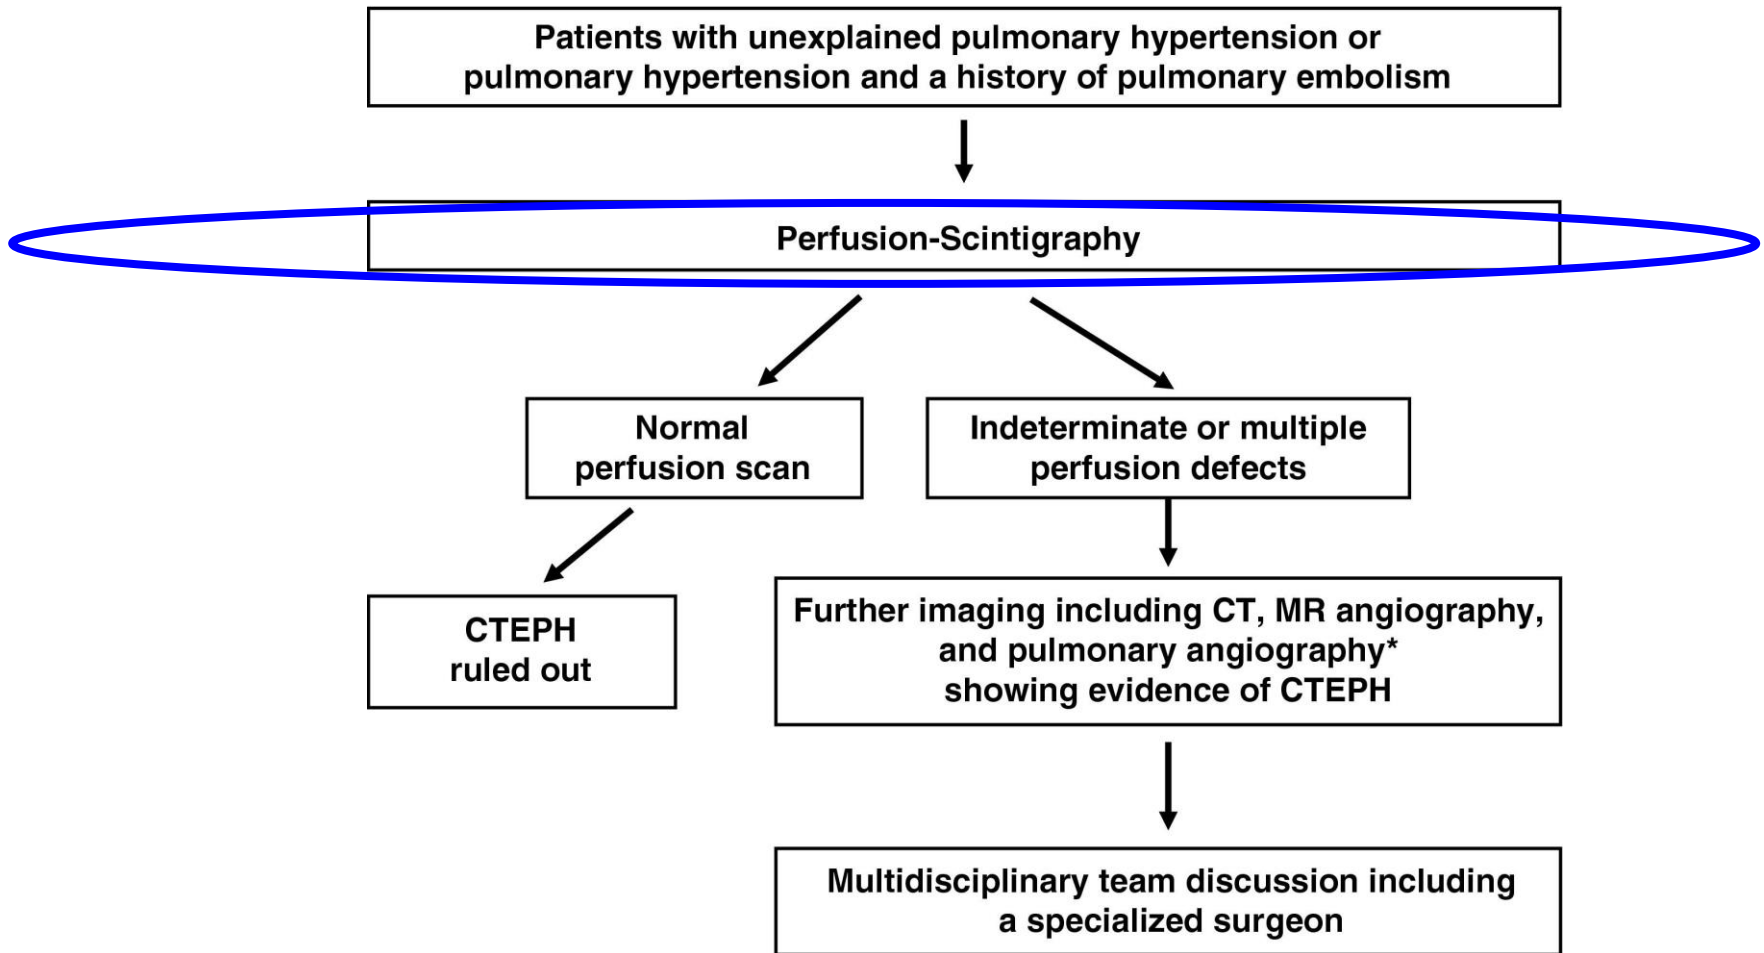 Patients with unexplained pulmonary hypertension or
pulmonary hypertension and a history of pulmonary embolism
Perfusion-Scintigraphy
Normal
perfusion scan
Indeterminate or multiple
perfusion defects
CTEPH
ruled out
Further imaging including CT, MR angiography,
and pulmonary angiography*
showing evidence of CTEPH
Multidisciplinary team discussion including
a specialized surgeon